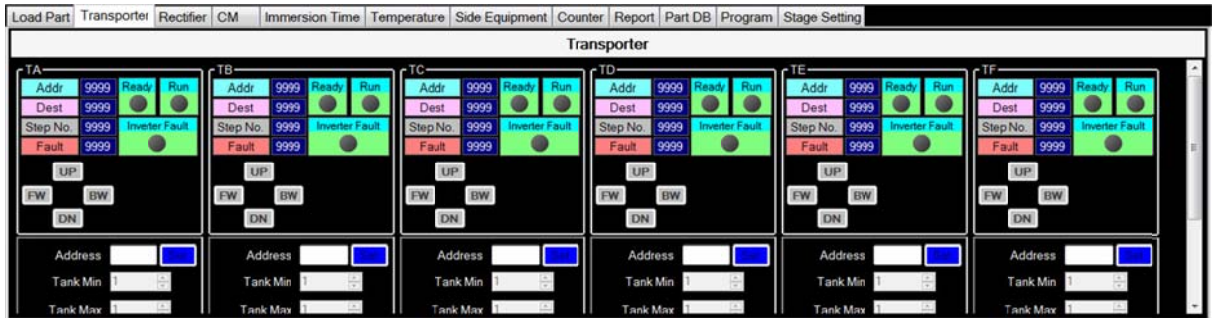 Load Part Transporter Rectifier CM Immersion Time Temperature Side Equipment Counter Report Part DB Program Stage Setting
Transporter
TA TB TC TD TE TF
Addr 9999 Ready Run Addr 9999 Ready Run Addr 9999 Ready Run Addr 9999 Ready Run Addr 9999 Ready Run Addr 9999 Ready Run
Dest 9999 Dest 9999 Dest 9999 Dest 9999 Dest 9999 Dest 9999
Step No. 9999 Inverter Fault Step No. 9999 Inverter Fault Step No. 9999 Inverter Fault Step No. 9999 Inverter Fault Step No. 9999 Inverter Fault Step No. 9999 Inverter Fault
Fault 9999 Fault 9999 Fault 9999 Fault 9999 Fault 9999 Fault 9999
UP UP UP UP UP UP
FW BW FW BW FW BW FW BW FW BW FW BW
DN DN DN DN DN DN
Address Address Address Address Address Address
Tank Min 1 Tank Min 1 Tank Min 1 Tank Min 1 Tank Min 1 Tank Min 1
Tank Max 1 Tank Max 1 Tank Max 1 Tank Max 1 Tank Max 1 Tank Max 1